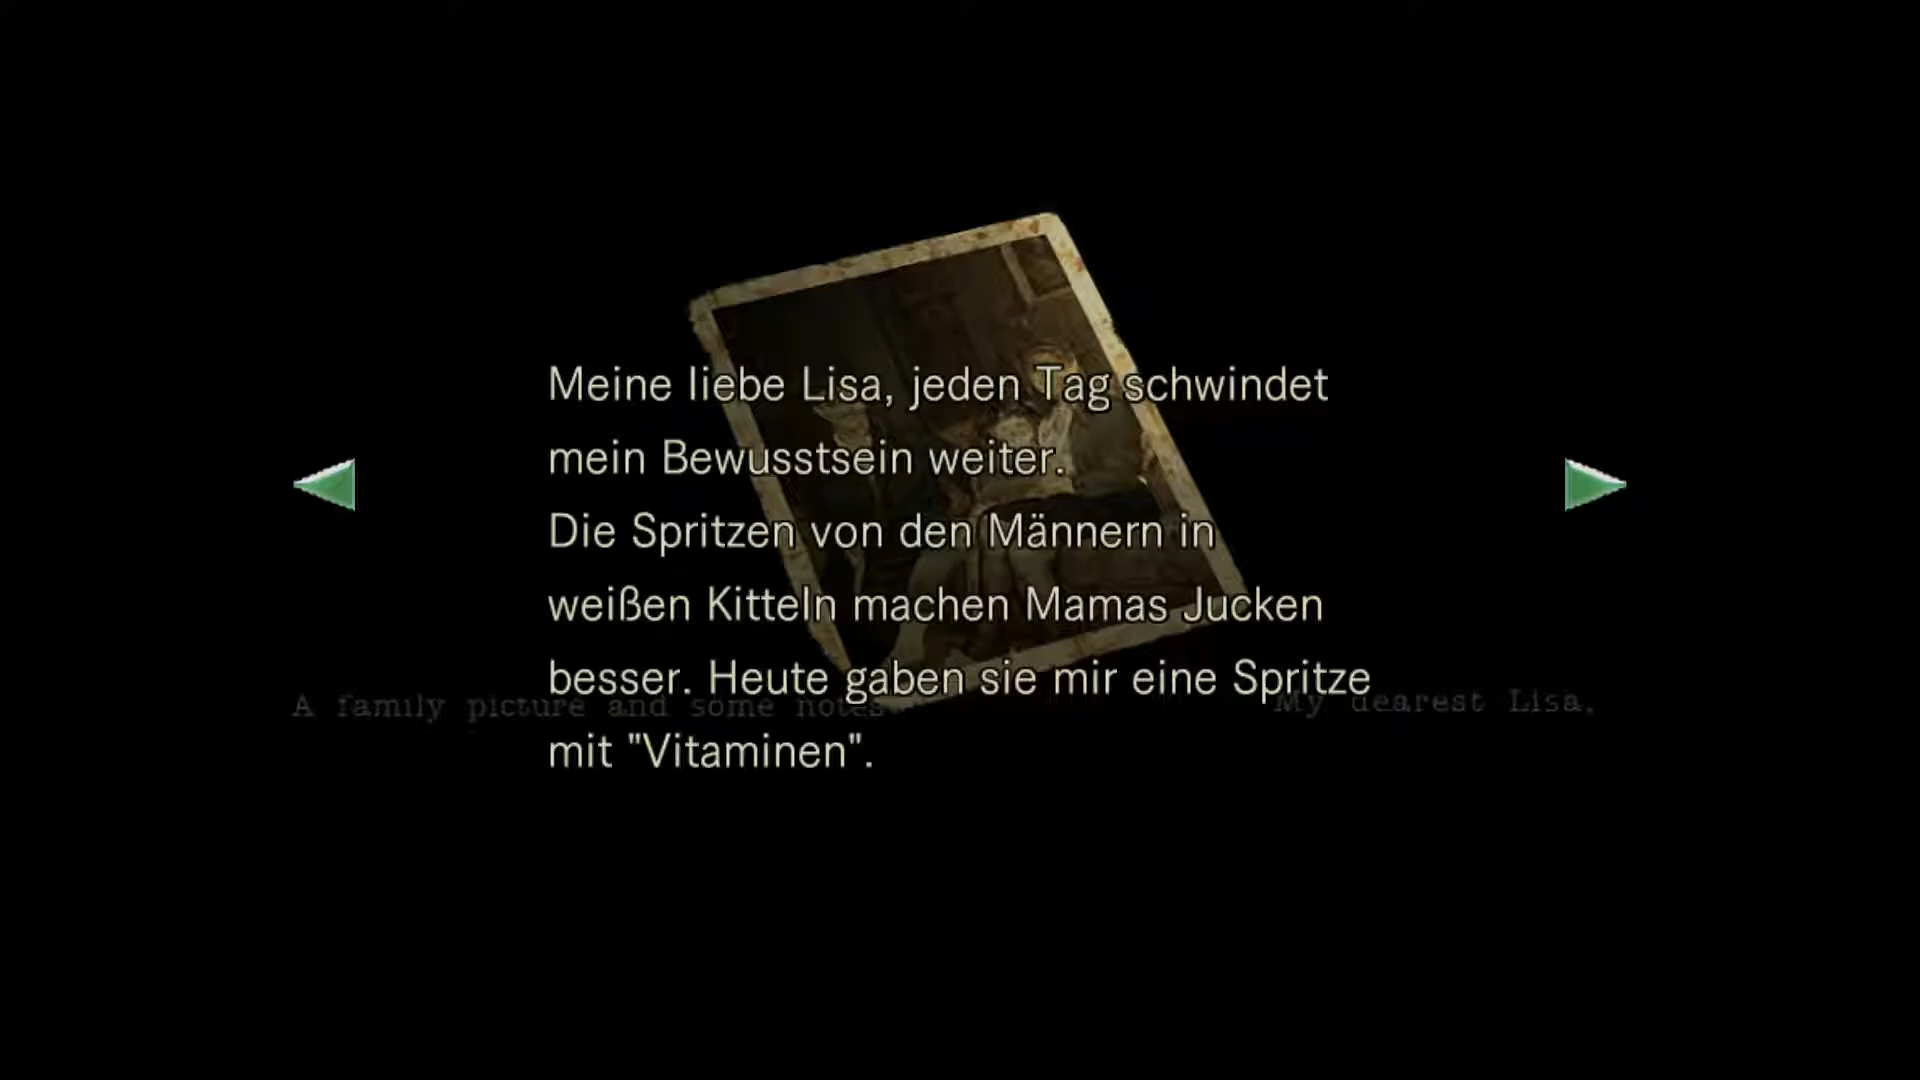 Meine liebe Lisa, jeden Tag schwindet
mein Bewusstsein weiter.
Die Spritzen von den Männern in
weißen Kitteln machen Mamas Jucken
besser. Heute gaben sie mir eine Spritze
mit "Vitaminen".
A family picture and some notes
My dearest Lisa,